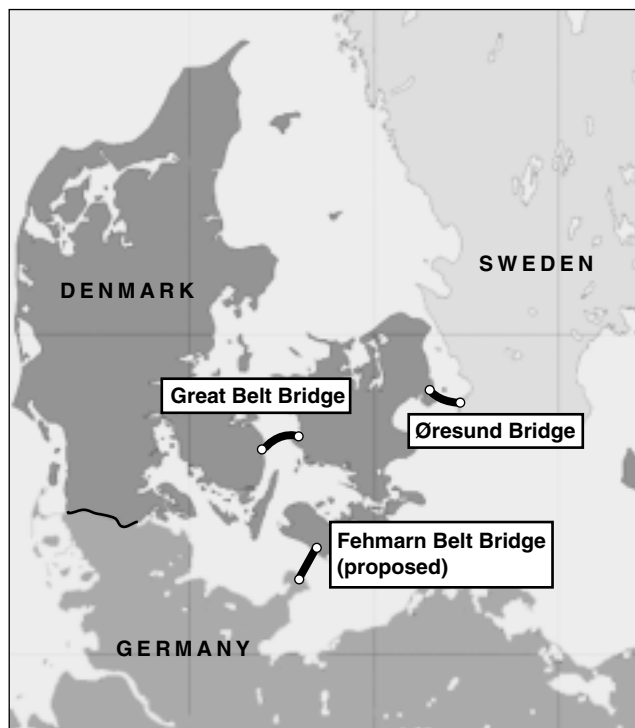 SWEDEN
DENMARK
Great Belt Bridge
Øresund Bridge
Fehmarn Belt Bridge
(proposed)
GERMANY